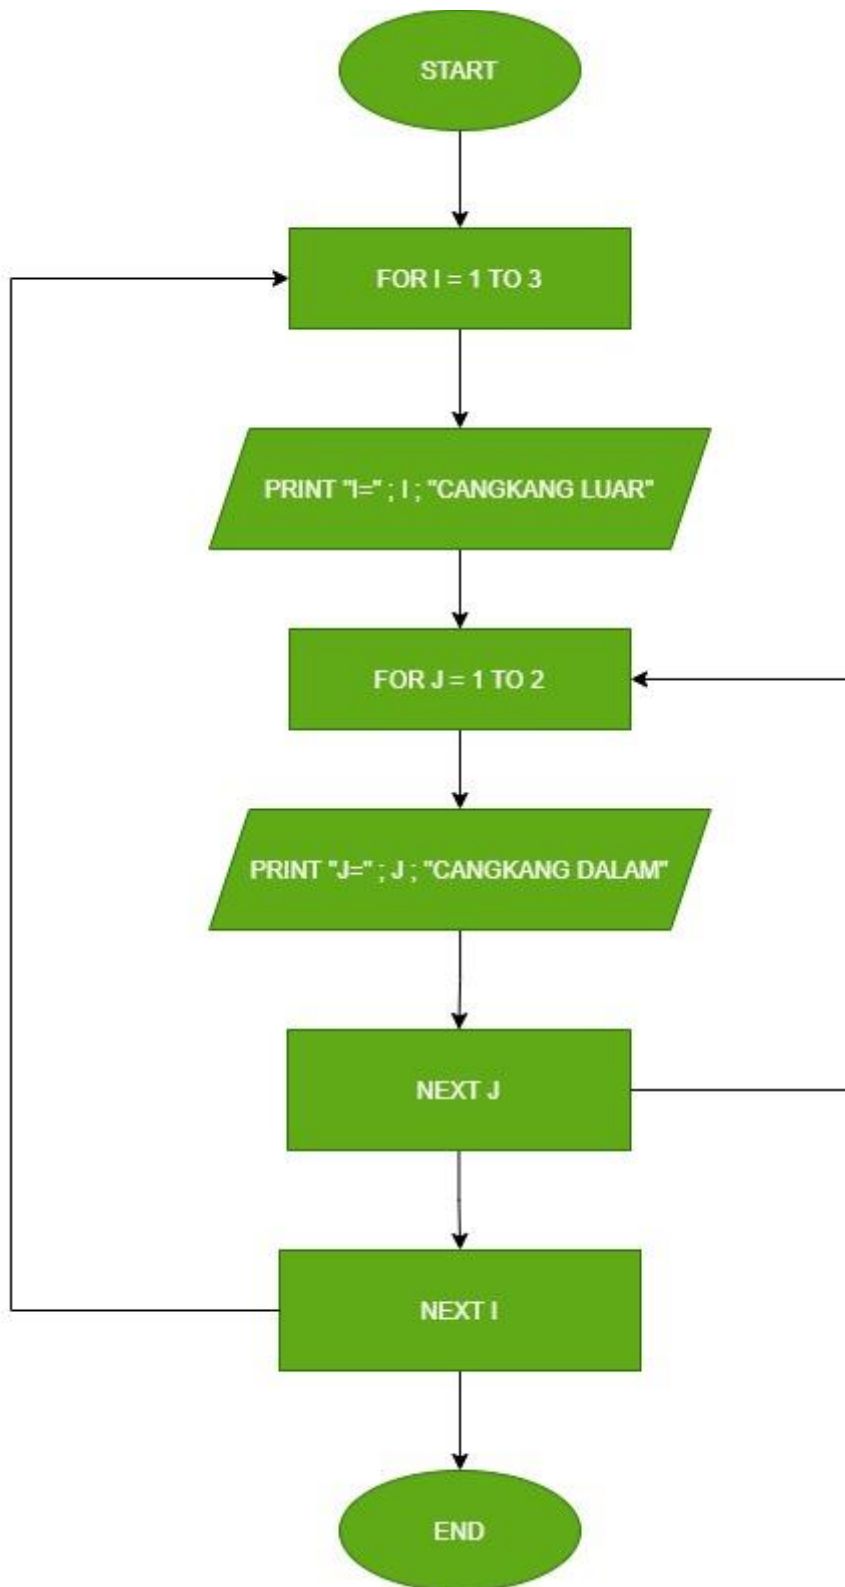 START
FOR I = 1 TO 3
PRINT "I=" ; I ; "CANGKANG LUAR"
FOR J = 1 TO 2
PRINT "J=" ; J ; "CANGKANG DALAM"
NEXT J
NEXT I
END